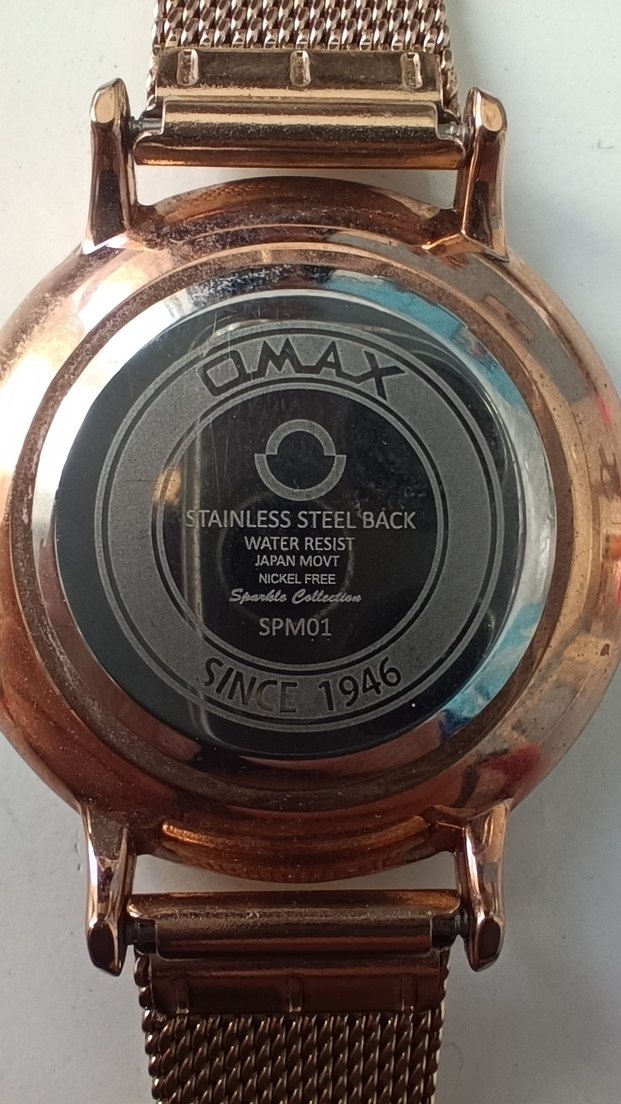 OMAX
STAINLESS STEEL BACK
WATER RESIST
JAPAN MOVT
NICKEL FREE
Sparkle Collection
SPM01
SINCE 1946